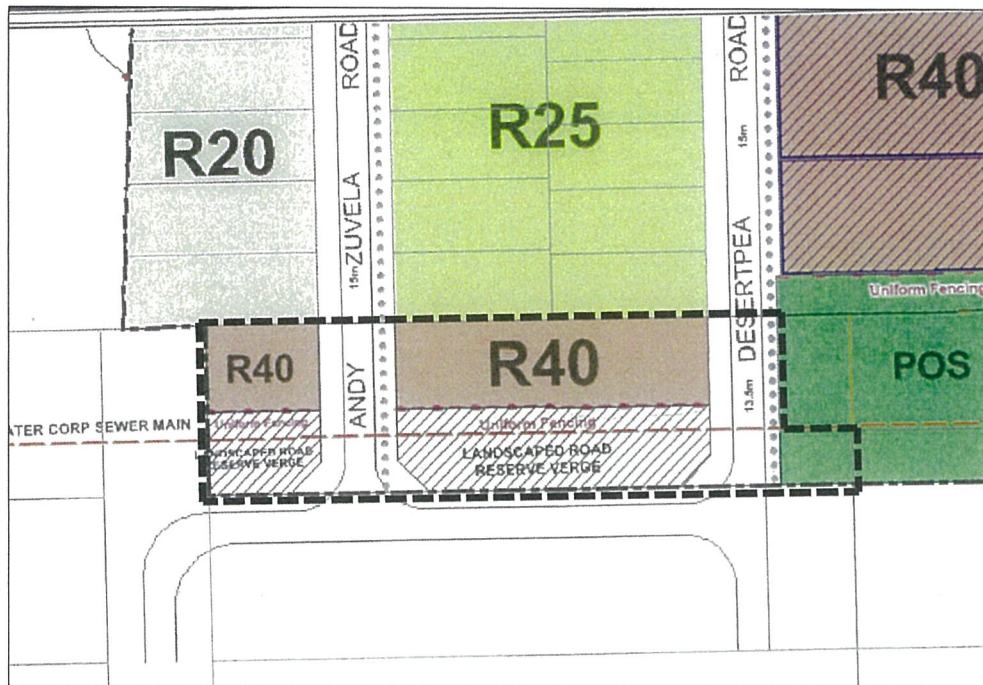 R20
ANDY ZUVELA ROAD
15m
R25
DESERTPEA ROAD
15m
13.5m
R40
Uniform Fencing
R40
R40
POS
ATER CORP SEWER MAIN
Uniform Fencing
NDSCAPED ROAD
RESERVE VERGE
Uniform Fencing
LANDSCAPED ROAD
RESERVE VERGE